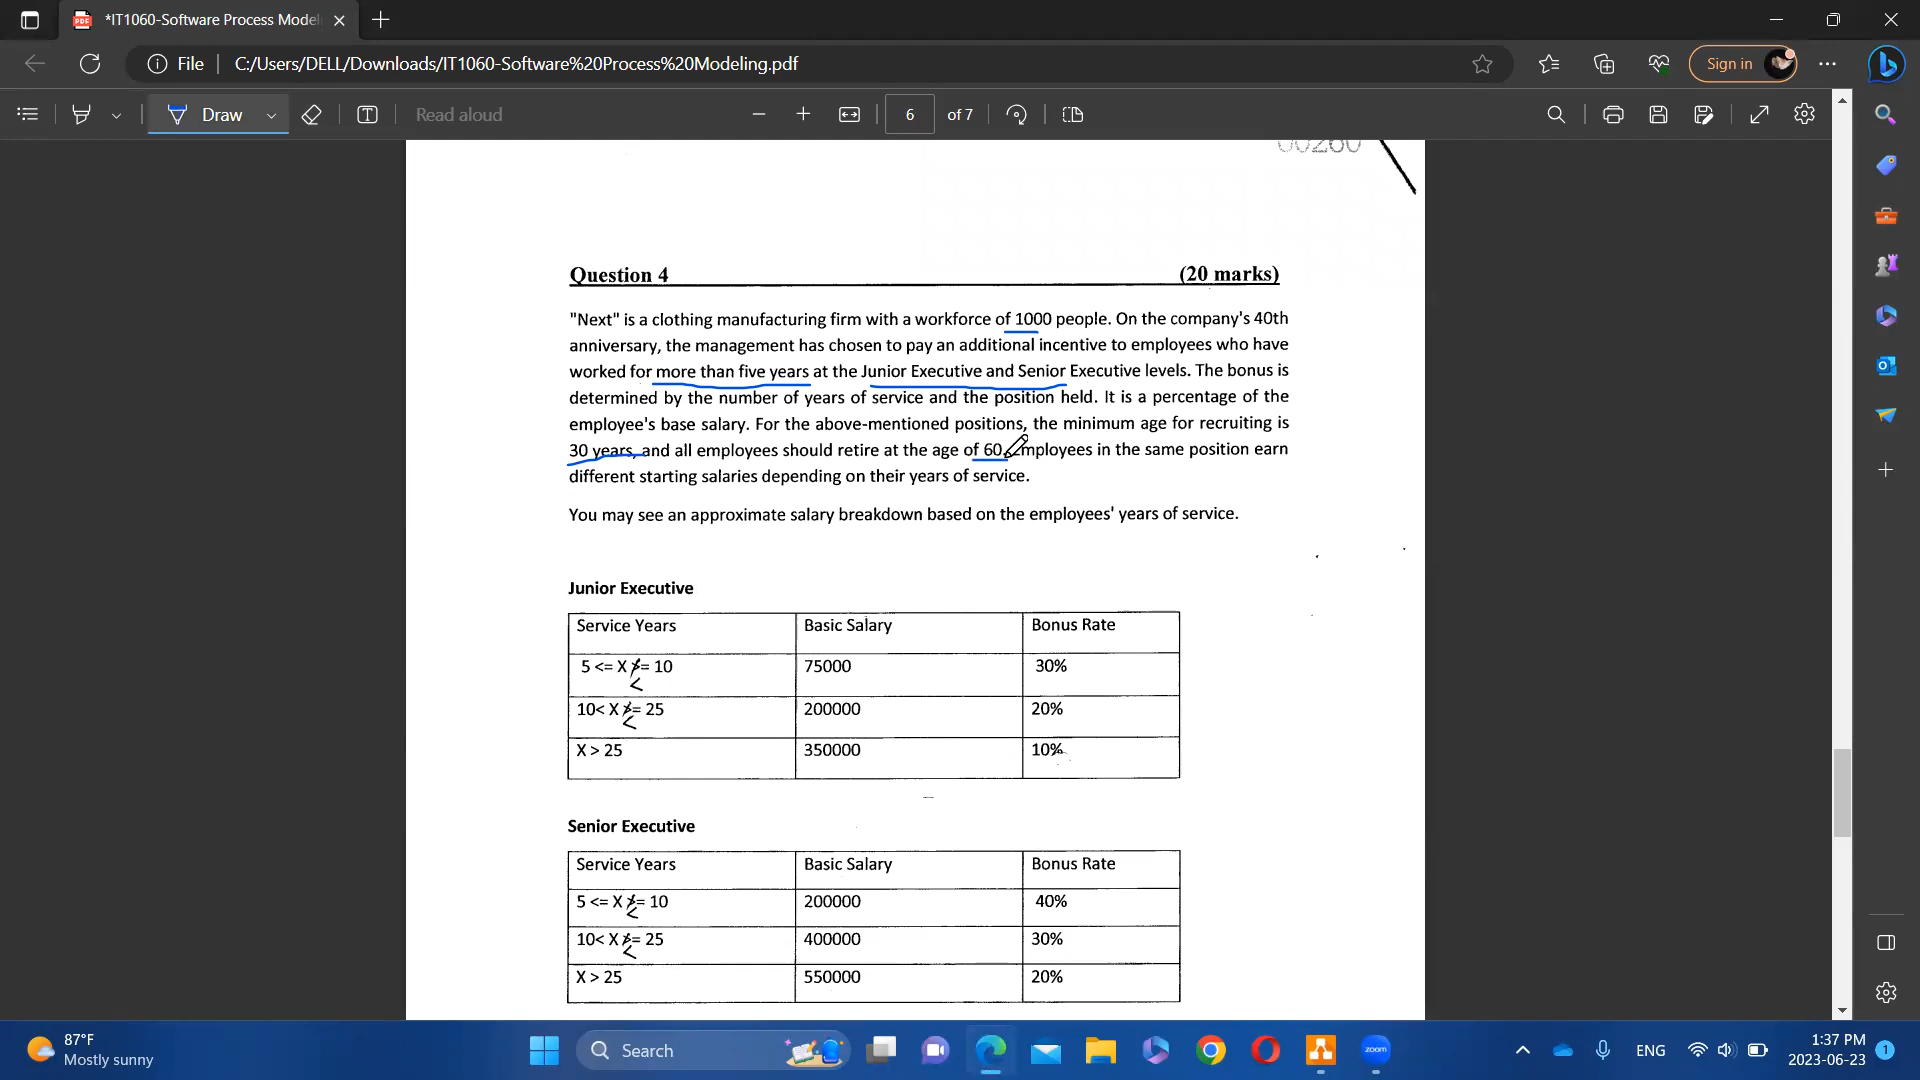 *IT1060-Software Process Model
File
C:/Users/DELL/Downloads/IT1060-Software%20Process%20Modeling.pdf
Sign in
Draw
Read aloud
6
of 7
00260
Question 4
(20 marks)
"Next" is a clothing manufacturing firm with a workforce of 1000 people. On the company's 40th
anniversary, the management has chosen to pay an additional incentive to employees who have
worked for more than five years at the Junior Executive and Senior Executive levels. The bonus is
determined by the number of years of service and the position held. It is a percentage of the
employee's base salary. For the above-mentioned positions, the minimum age for recruiting is
30 years, and all employees should retire at the age of 60. Employees in the same position earn
different starting salaries depending on their years of service.
You may see an approximate salary breakdown based on the employees' years of service.
Junior Executive
Service Years Basic Salary Bonus Rate
5 <= X >= 10 75000 30%
<
10< X >= 25 200000 20%
<
X > 25 350000 10%
Senior Executive
Service Years Basic Salary Bonus Rate
5 <= X >= 10 200000 40%
<
10< X >= 25 400000 30%
<
X > 25 550000 20%
87°F
Mostly sunny
Search
zoom
ENG
1:37 PM
2023-06-23
1